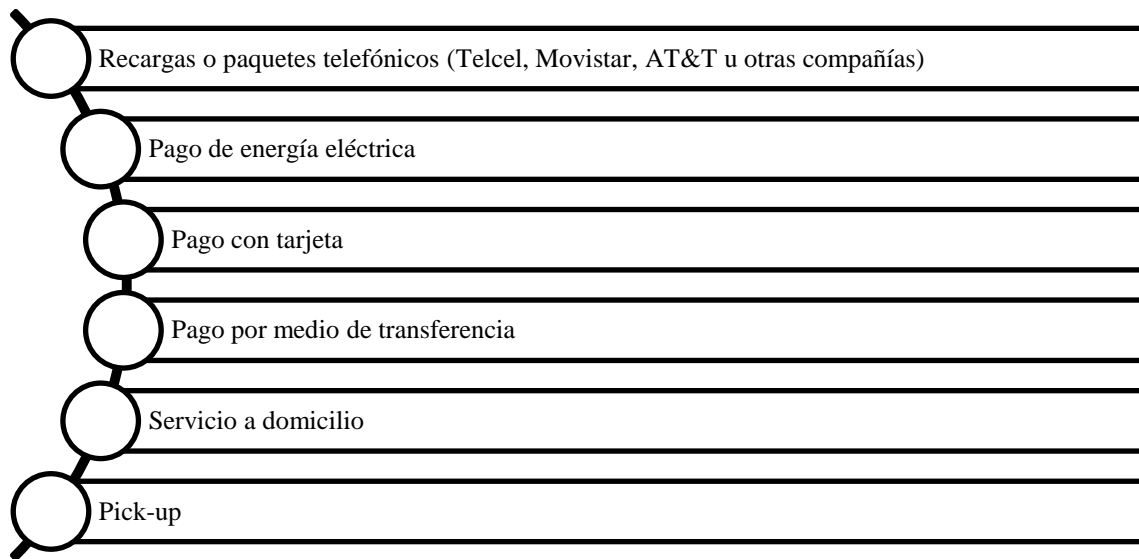 Recargas o paquetes telefónicos (Telcel, Movistar, AT&T u otras compañías)
Pago de energía eléctrica
Pago con tarjeta
Pago por medio de transferencia
Servicio a domicilio
Pick-up